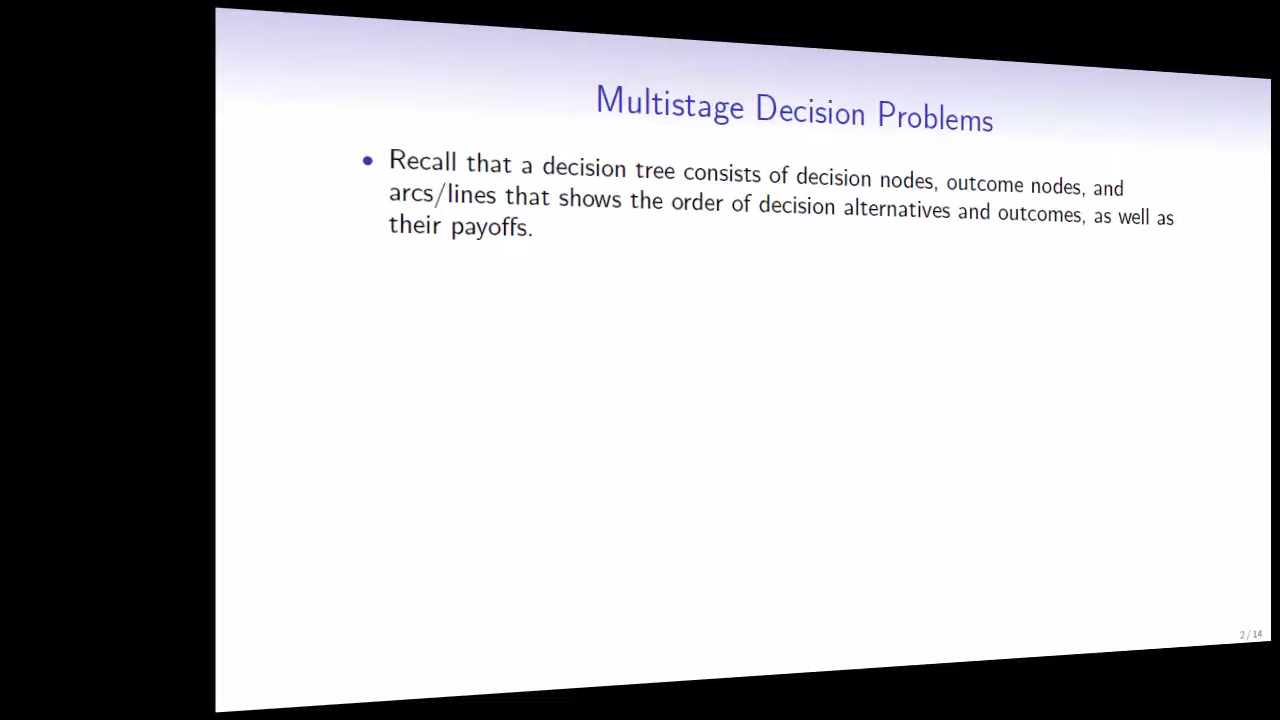 Multistage Decision Problems
• Recall that a decision tree consists of decision nodes, outcome nodes, and
arcs/lines that shows the order of decision alternatives and outcomes, as well as
their payoffs.
2 / 14